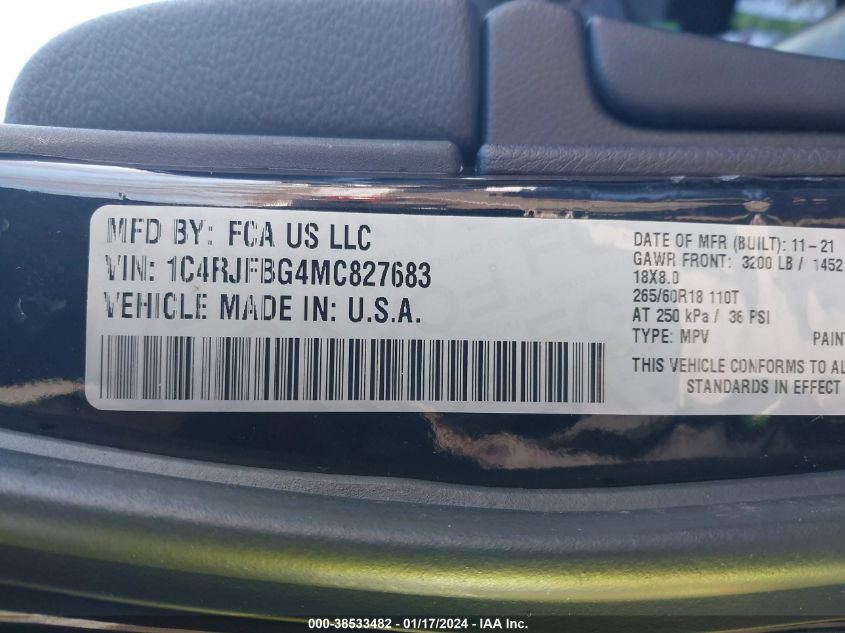 MFD BY: FCA US LLC
VIN: 1C4RJFBG4MC827683
VEHICLE MADE IN: U.S.A.
DATE OF MFR (BUILT): 11-21
GAWR FRONT: 3200 LB / 1452
18X8.0
265/60R18 110T
AT 250 kPa / 36 PSI
TYPE: MPV PAINT
THIS VEHICLE CONFORMS TO AL
STANDARDS IN EFFECT
000-38533482 - 01/17/2024 - IAA Inc.